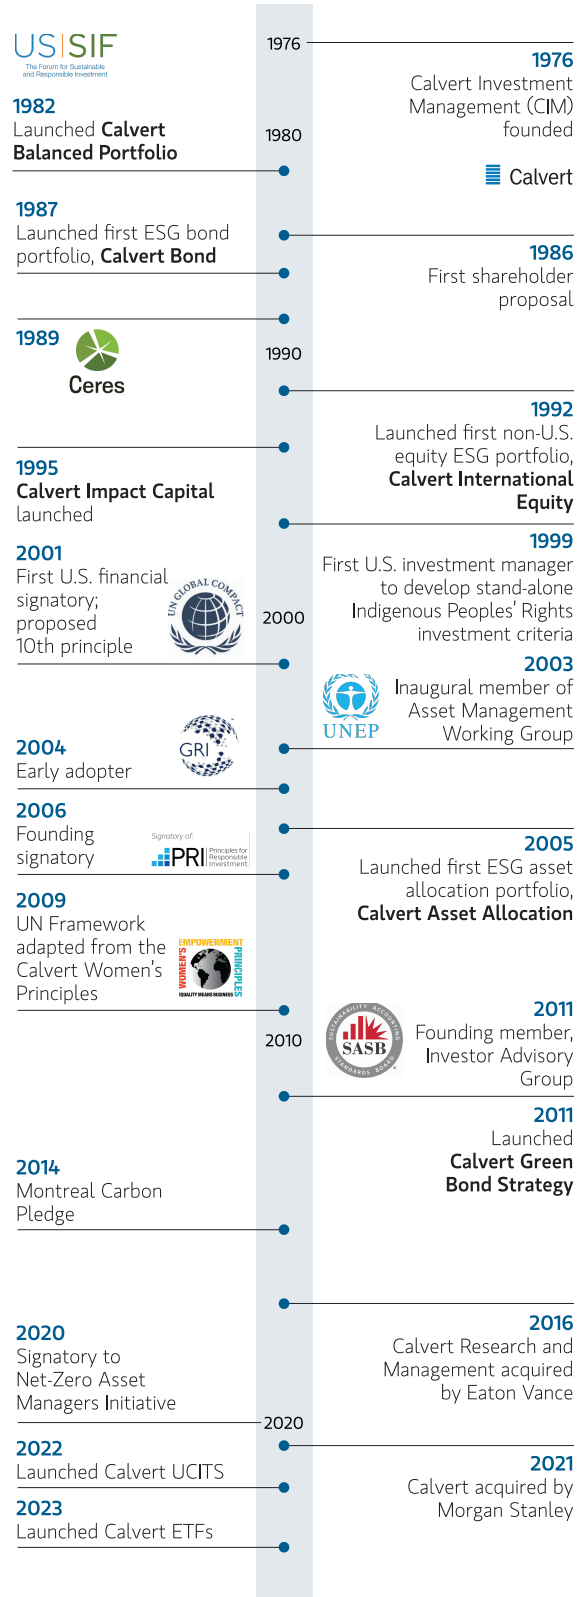 US|SIF
The Forum for Sustainable
and Responsible Investment
1976
1976
Calvert Investment
Management (CIM)
founded
Calvert
1982
Launched Calvert
Balanced Portfolio
1980
1987
Launched first ESG bond
portfolio, Calvert Bond
1986
First shareholder
proposal
1989
Ceres
1990
1992
Launched first non-U.S.
equity ESG portfolio,
Calvert International
Equity
1995
Calvert Impact Capital
launched
1999
First U.S. investment manager
to develop stand-alone
Indigenous Peoples' Rights
investment criteria
2001
First U.S. financial
signatory;
proposed
10th principle
UN GLOBAL COMPACT
2000
2003
Inaugural member of
Asset Management
Working Group
UNEP
2004
Early adopter
GRI
2006
Founding
signatory
Signatory of:
PRI
Principles for
Responsible
Investment
2005
Launched first ESG asset
allocation portfolio,
Calvert Asset Allocation
2009
UN Framework
adapted from the
Calvert Women's
Principles
WOMEN'S
EMPOWERMENT
PRINCIPLES
EQUALITY MEANS BUSINESS
2010
2011
Founding member,
Investor Advisory
Group
SUSTAINABILITY ACCOUNTING
SASB
STANDARDS BOARD
2011
Launched
Calvert Green
Bond Strategy
2014
Montreal Carbon
Pledge
2016
Calvert Research and
Management acquired
by Eaton Vance
2020
Signatory to
Net-Zero Asset
Managers Initiative
2020
2021
Calvert acquired by
Morgan Stanley
2022
Launched Calvert UCITS
2023
Launched Calvert ETFs